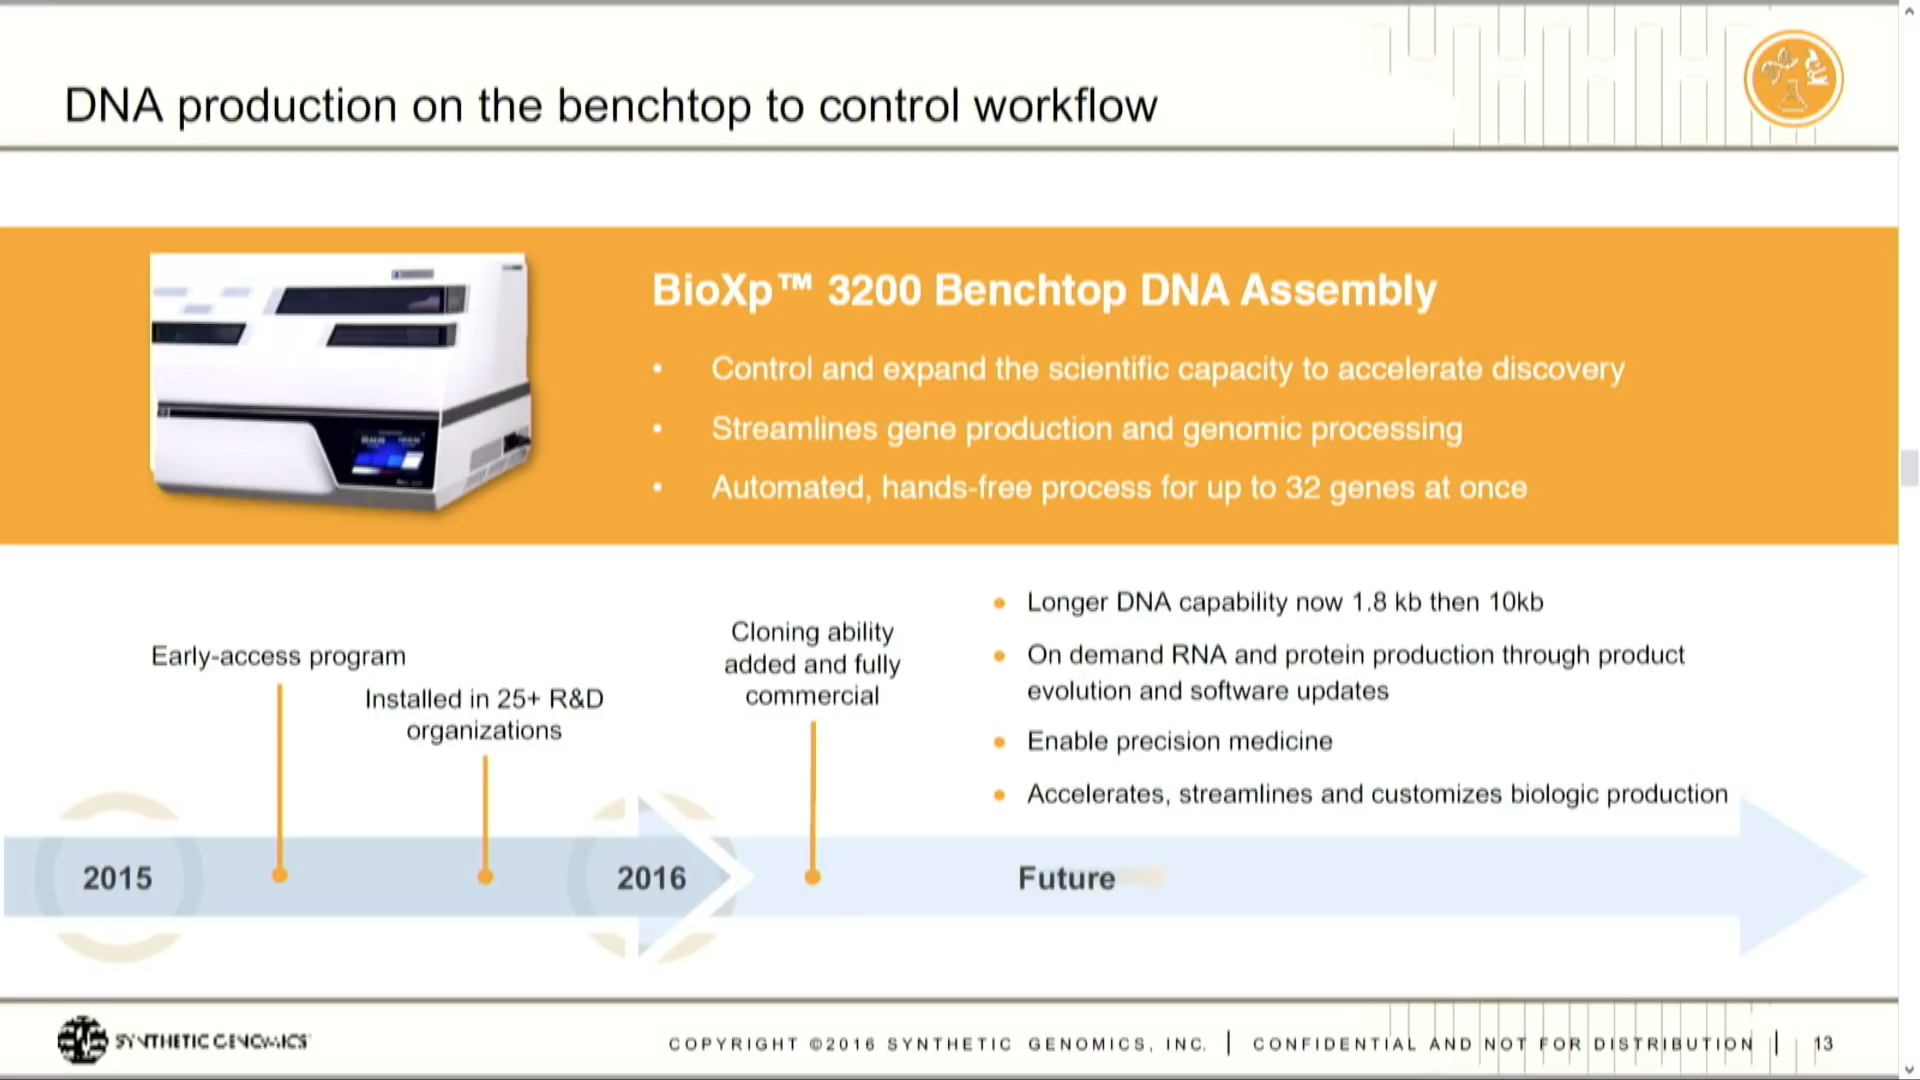 DNA production on the benchtop to control workflow
BioXp™ 3200 Benchtop DNA Assembly
• Control and expand the scientific capacity to accelerate discovery
• Streamlines gene production and genomic processing
• Automated, hands-free process for up to 32 genes at once
Early-access program
Installed in 25+ R&D
organizations
Cloning ability
added and fully
commercial
• Longer DNA capability now 1.8 kb then 10kb
• On demand RNA and protein production through product
evolution and software updates
• Enable precision medicine
• Accelerates, streamlines and customizes biologic production
2015
2016
Future
SYNTHETIC GENOMICS
COPYRIGHT ©2016 SYNTHETIC GENOMICS, INC. | CONFIDENTIAL AND NOT FOR DISTRIBUTION | 13